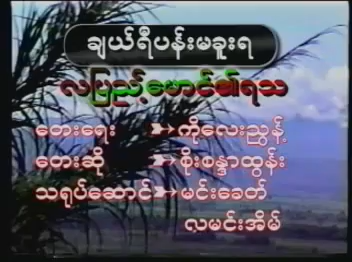 ချယ်ရီပန်းမခူးရ
လပြည့်မောင်၏ရသ
တေးရေး ➳ ကိုလေးညွန့်
တေးဆို ➳ စိုးစန္ဒာထွန်း
သရုပ်ဆောင် ➳ မင်းခေတ်
လမင်းအိမ်